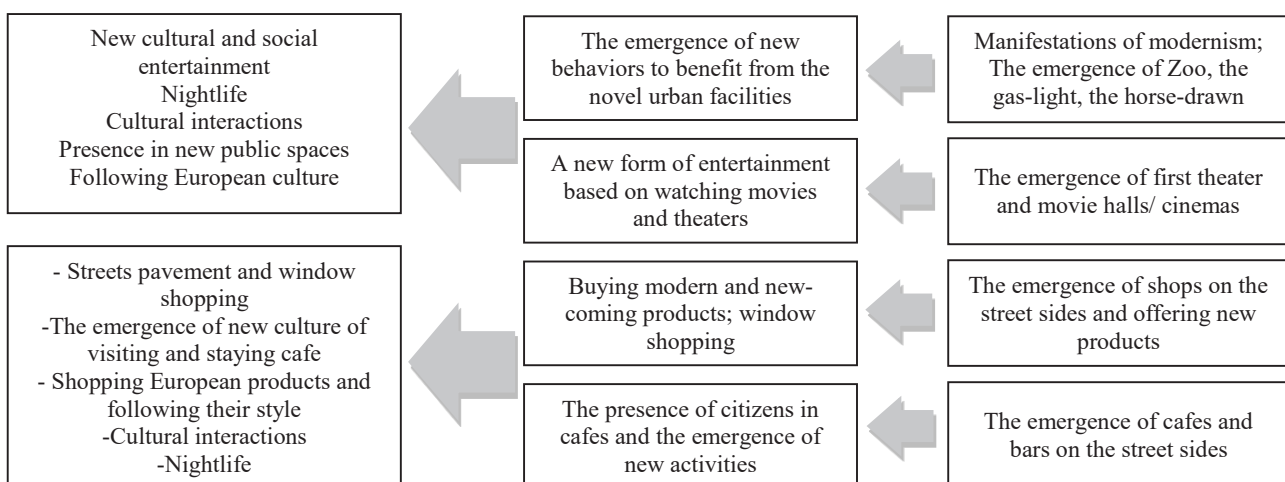 New cultural and social
entertainment
Nightlife
Cultural interactions
Presence in new public spaces
Following European culture
The emergence of new
behaviors to benefit from the
novel urban facilities
Manifestations of modernism;
The emergence of Zoo, the
gas-light, the horse-drawn
A new form of entertainment
based on watching movies
and theaters
The emergence of first theater
and movie halls/ cinemas
- Streets pavement and window
shopping
-The emergence of new culture of
visiting and staying cafe
- Shopping European products and
following their style
-Cultural interactions
-Nightlife
Buying modern and new-
coming products; window
shopping
The emergence of shops on the
street sides and offering new
products
The presence of citizens in
cafes and the emergence of
new activities
The emergence of cafes and
bars on the street sides